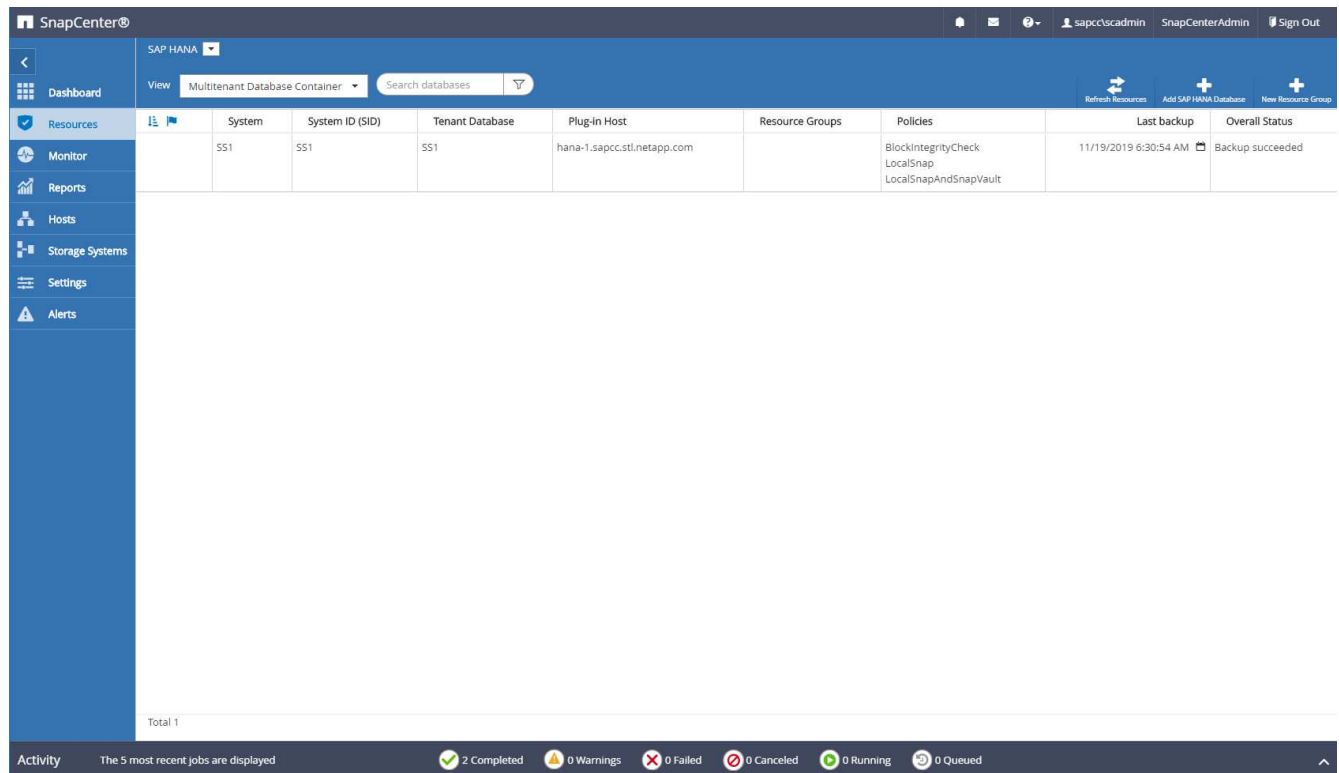 SnapCenter®
sapcc\scadmin SnapCenterAdmin Sign Out
SAP HANA
View Multitenant Database Container Search databases
Refresh Resources Add SAP HANA Database New Resource Group
Dashboard
Resources
Monitor
Reports
Hosts
Storage Systems
Settings
Alerts
System System ID (SID) Tenant Database Plug-in Host Resource Groups Policies Last backup Overall Status
SS1 SS1 SS1 hana-1.sapcc.stl.netapp.com BlockIntegrityCheck 11/19/2019 6:30:54 AM Backup succeeded
LocalSnap
LocalSnapAndSnapVault
Total 1
Activity The 5 most recent jobs are displayed 2 Completed 0 Warnings 0 Failed 0 Canceled 0 Running 0 Queued